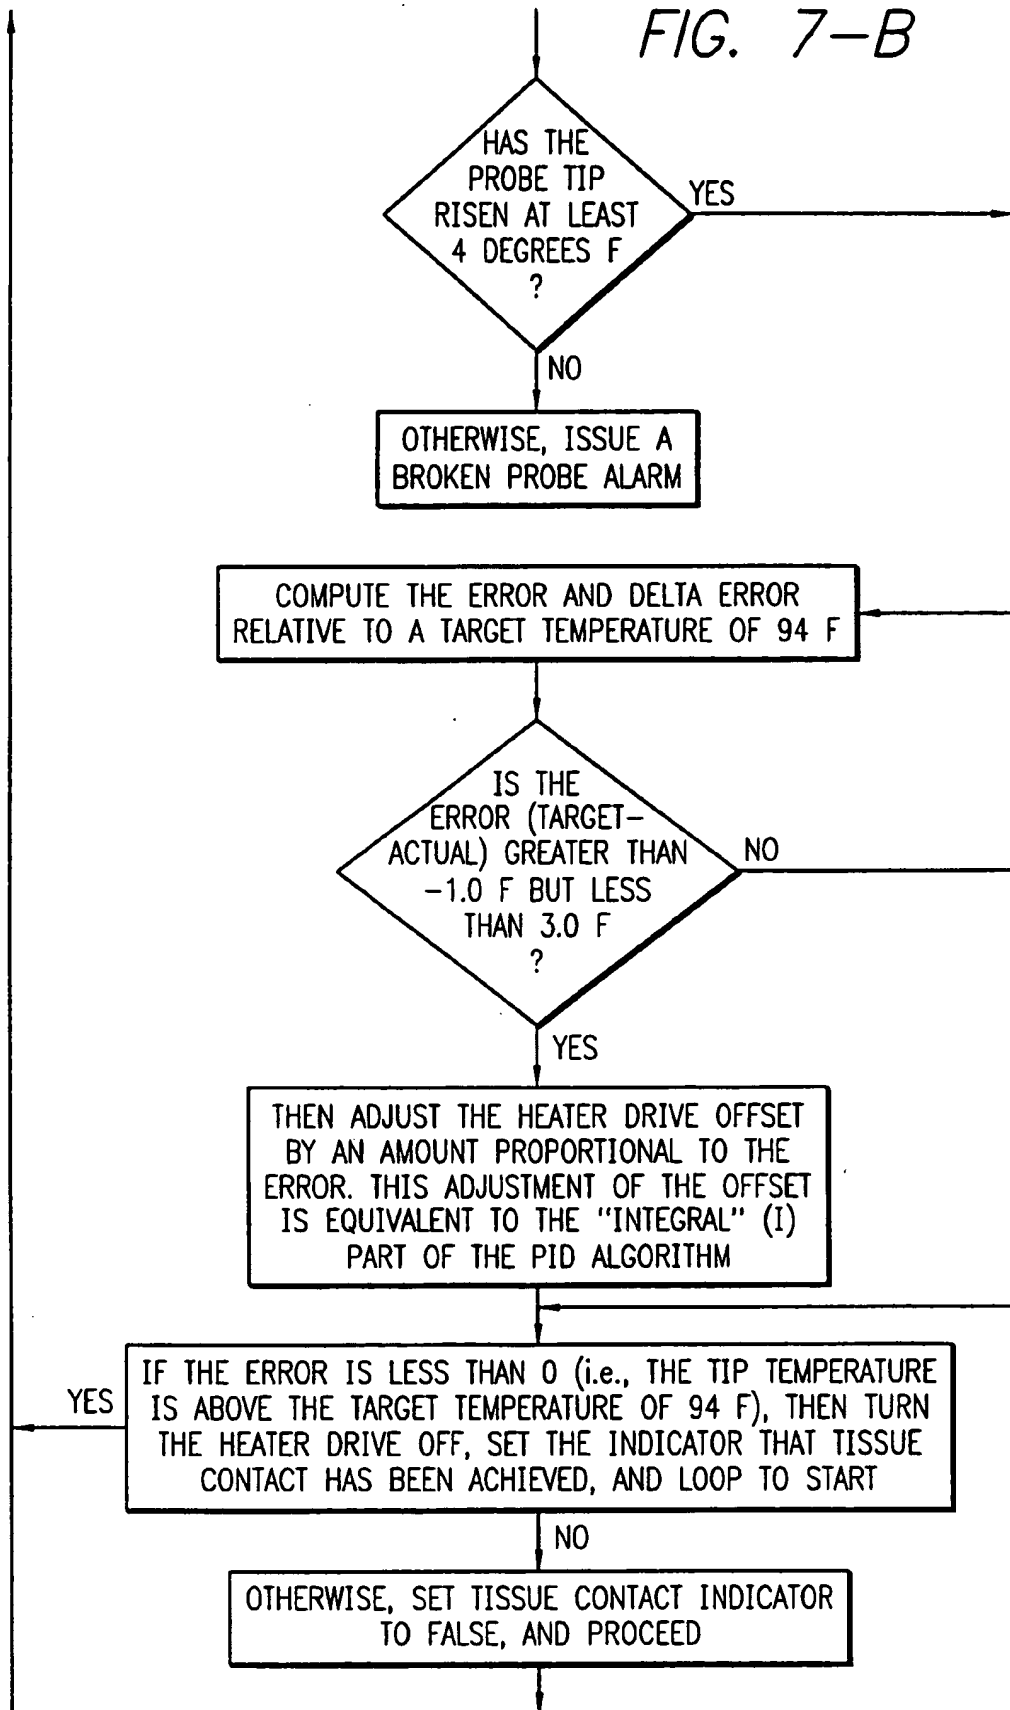 FIG. 7-B
HAS THE
PROBE TIP
RISEN AT LEAST
4 DEGREES F
?
YES
NO
OTHERWISE, ISSUE A
BROKEN PROBE ALARM
COMPUTE THE ERROR AND DELTA ERROR
RELATIVE TO A TARGET TEMPERATURE OF 94 F
IS THE
ERROR (TARGET-
ACTUAL) GREATER THAN
-1.0 F BUT LESS
THAN 3.0 F
?
NO
YES
THEN ADJUST THE HEATER DRIVE OFFSET
BY AN AMOUNT PROPORTIONAL TO THE
ERROR. THIS ADJUSTMENT OF THE OFFSET
IS EQUIVALENT TO THE "INTEGRAL" (I)
PART OF THE PID ALGORITHM
YES
IF THE ERROR IS LESS THAN 0 (i.e., THE TIP TEMPERATURE
IS ABOVE THE TARGET TEMPERATURE OF 94 F), THEN TURN
THE HEATER DRIVE OFF, SET THE INDICATOR THAT TISSUE
CONTACT HAS BEEN ACHIEVED, AND LOOP TO START
NO
OTHERWISE, SET TISSUE CONTACT INDICATOR
TO FALSE, AND PROCEED